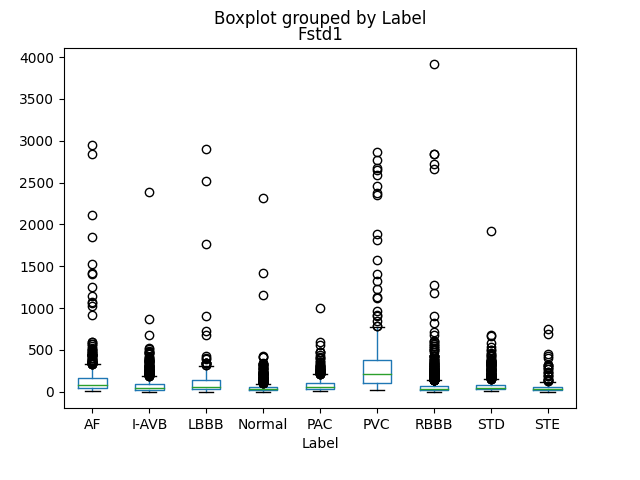 Boxplot grouped by Label
Fstd1
4000
3500
3000
2500
2000
1500
1000
500
0
AF I-AVB LBBB Normal PAC PVC RBBB STD STE
Label